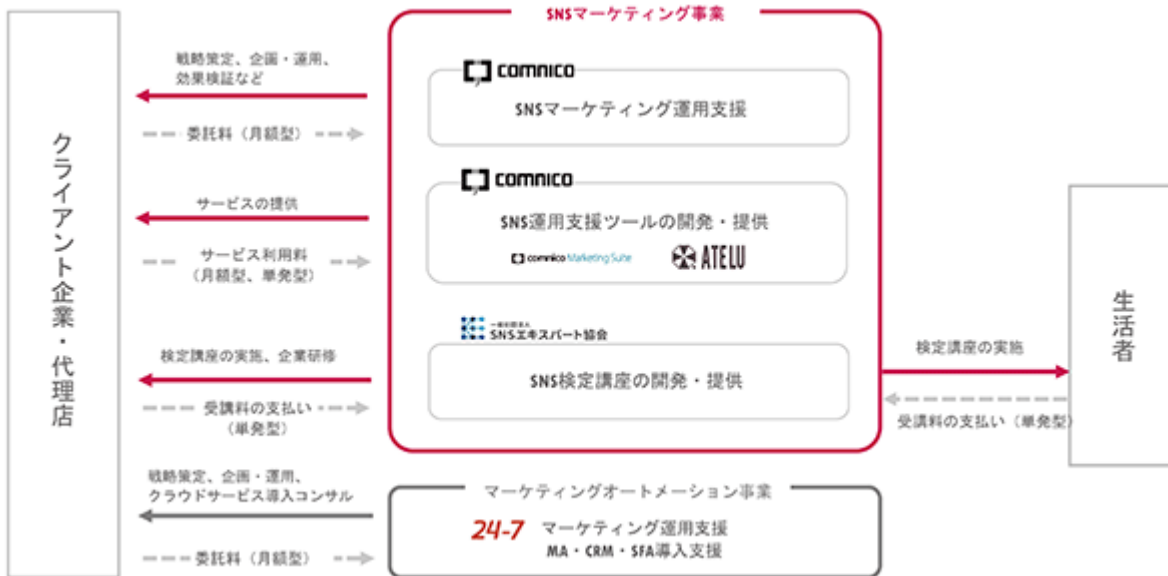 SNSマーケティング事業
クライアント企業・代理店
戦略策定、企画・運用、
効果検証など
委託料（月額型）
comnico
SNSマーケティング運用支援
サービスの提供
サービス利用料
（月額型、単発型）
comnico
SNS運用支援ツールの開発・提供
comnico Marketing Suite
ATELU
検定講座の実施、企業研修
受講料の支払い
（単発型）
一般社団法人
SNSエキスパート協会
SNS検定講座の開発・提供
検定講座の実施
受講料の支払い（単発型）
生活者
戦略策定、企画・運用、
クラウドサービス導入コンサル
委託料（月額型）
マーケティングオートメーション事業
24-7
マーケティング運用支援
MA・CRM・SFA導入支援